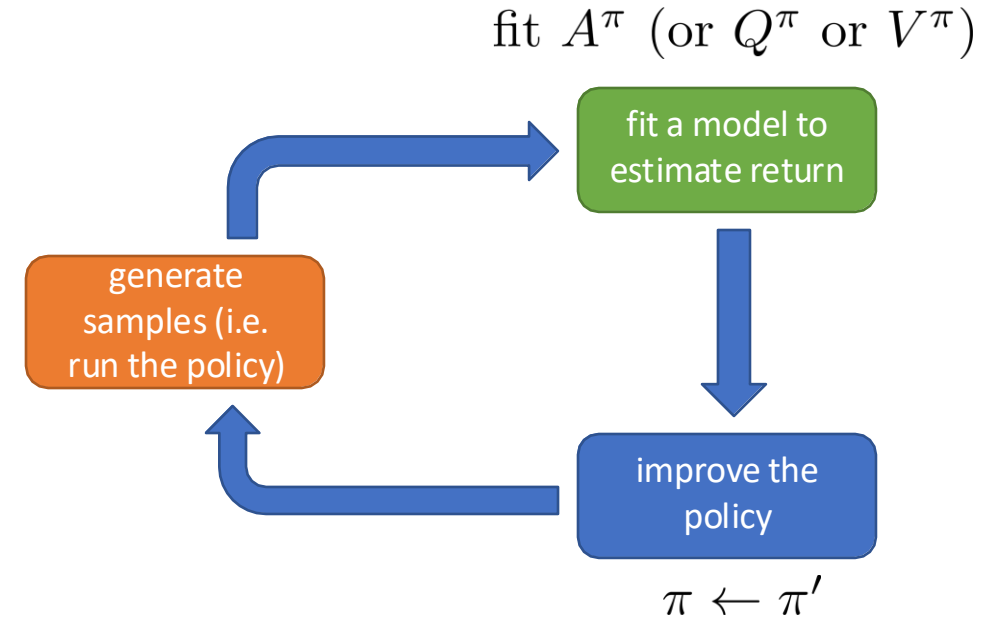 fit A^π (or Q^π or V^π)
fit a model to
estimate return
generate
samples (i.e.
run the policy)
improve the
policy
π ← π′